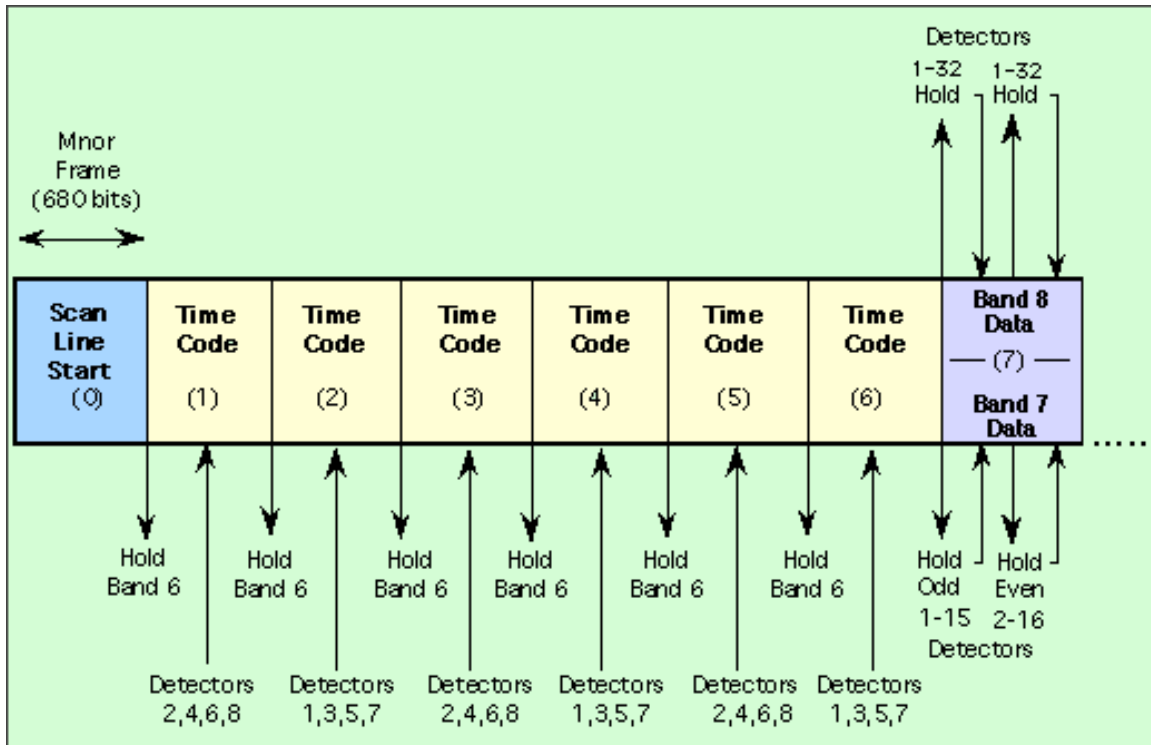 Detectors
1-32 1-32
Hold Hold
Mnor
Frame
(680 bits)
Scan
Line
Start
(0)
Time
Code
(1)
Time
Code
(2)
Time
Code
(3)
Time
Code
(4)
Time
Code
(5)
Time
Code
(6)
Band 8
Data
(7)
Band 7
Data
Hold
Band 6
Hold
Band 6
Hold
Band 6
Hold
Band 6
Hold
Band 6
Hold
Band 6
Hold Hold
Odd Even
1-15 2-16
Detectors
Detectors
2,4,6,8
Detectors
1,3,5,7
Detectors
2,4,6,8
Detectors
1,3,5,7
Detectors
2,4,6,8
Detectors
1,3,5,7